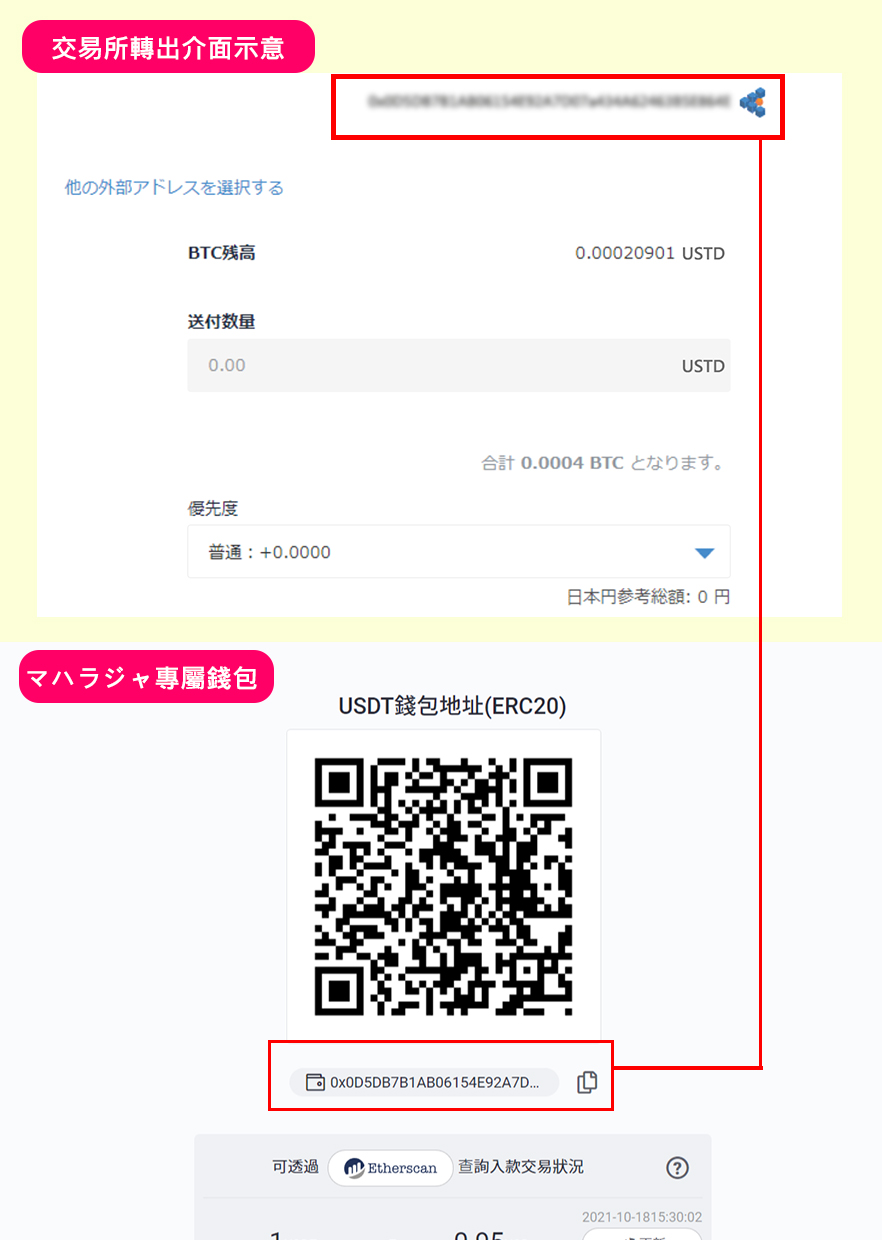 交易所轉出介面示意
他の外部アドレスを選択する
BTC残高 0.00020901 USTD
送付数量
0.00 USTD
合計 0.0004 BTC となります。
優先度
普通：+0.0000
日本円参考総額: 0 円
マハラジャ專屬錢包
USDT錢包地址(ERC20)
0x0D5DB7B1AB06154E92A7D...
可透過 Etherscan 查詢入款交易狀況
2021-10-1815:30:02